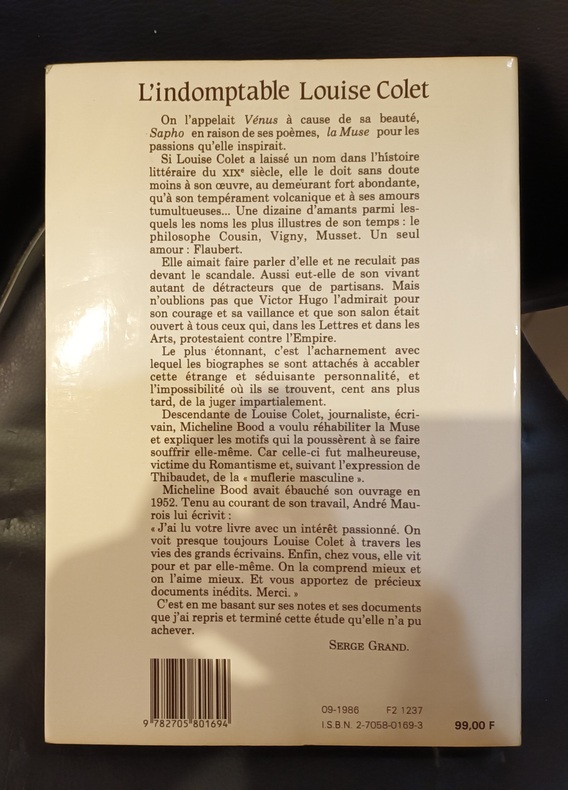 L'indomptable Louise Colet
On l'appelait Vénus à cause de sa beauté,
Sapho en raison de ses poèmes, la Muse pour les
passions qu'elle inspirait.
Si Louise Colet a laissé un nom dans l'histoire
littéraire du XIXe siècle, elle le doit sans doute
moins à son œuvre, au demeurant fort abondante,
qu'à son tempérament volcanique et à ses amours
tumultueuses... Une dizaine d'amants parmi les-
quels les noms les plus illustres de son temps : le
philosophe Cousin, Vigny, Musset. Un seul
amour : Flaubert.
Elle aimait faire parler d'elle et ne reculait pas
devant le scandale. Aussi eut-elle de son vivant
autant de détracteurs que de partisans. Mais
n'oublions pas que Victor Hugo l'admirait pour
son courage et sa vaillance et que son salon était
ouvert à tous ceux qui, dans les Lettres et dans les
Arts, protestaient contre l'Empire.
Le plus étonnant, c'est l'acharnement avec
lequel les biographes se sont attachés à accabler
cette étrange et séduisante personnalité, et
l'impossibilité où ils se trouvent, cent ans plus
tard, de la juger impartialement.
Descendante de Louise Colet, journaliste, écri-
vain, Micheline Bood a voulu réhabiliter la Muse
et expliquer les motifs qui la poussèrent à se faire
souffrir elle-même. Car celle-ci fut malheureuse,
victime du Romantisme et, suivant l'expression de
Thibaudet, de la « muflerie masculine ».
Micheline Bood avait ébauché son ouvrage en
1952. Tenu au courant de son travail, André Mau-
rois lui écrivit :
« J'ai lu votre livre avec un intérêt passionné. On
voit presque toujours Louise Colet à travers les
vies des grands écrivains. Enfin, chez vous, elle vit
pour et par elle-même. On la comprend mieux et
on l'aime mieux. Et vous apportez de précieux
documents inédits. Merci. »
C'est en me basant sur ses notes et ses documents
que j'ai repris et terminé cette étude qu'elle n'a pu
achever.
SERGE GRAND.
9 782705 801694
09-1986 F2 1237
I.S.B N. 2-7058-0169-3 99,00 F